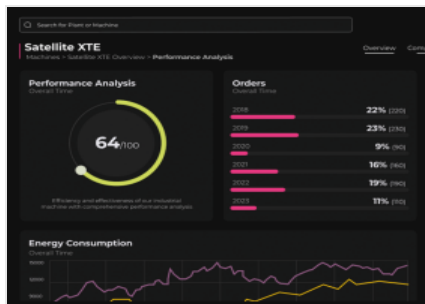 Search for Plant or Machine
Satellite XTE
Overview
Machines > Satellite XTE Overview > Performance Analysis
Performance Analysis
Overall Time
64/100
Efficiency and effectiveness of our industrial
machine with comprehensive performance analysis
Orders
Overall Time
2018 22% (220)
2019 23% (230)
2020 9% (90)
2021 16% (160)
2022 19% (190)
2023 11% (110)
Energy Consumption
Overall Time